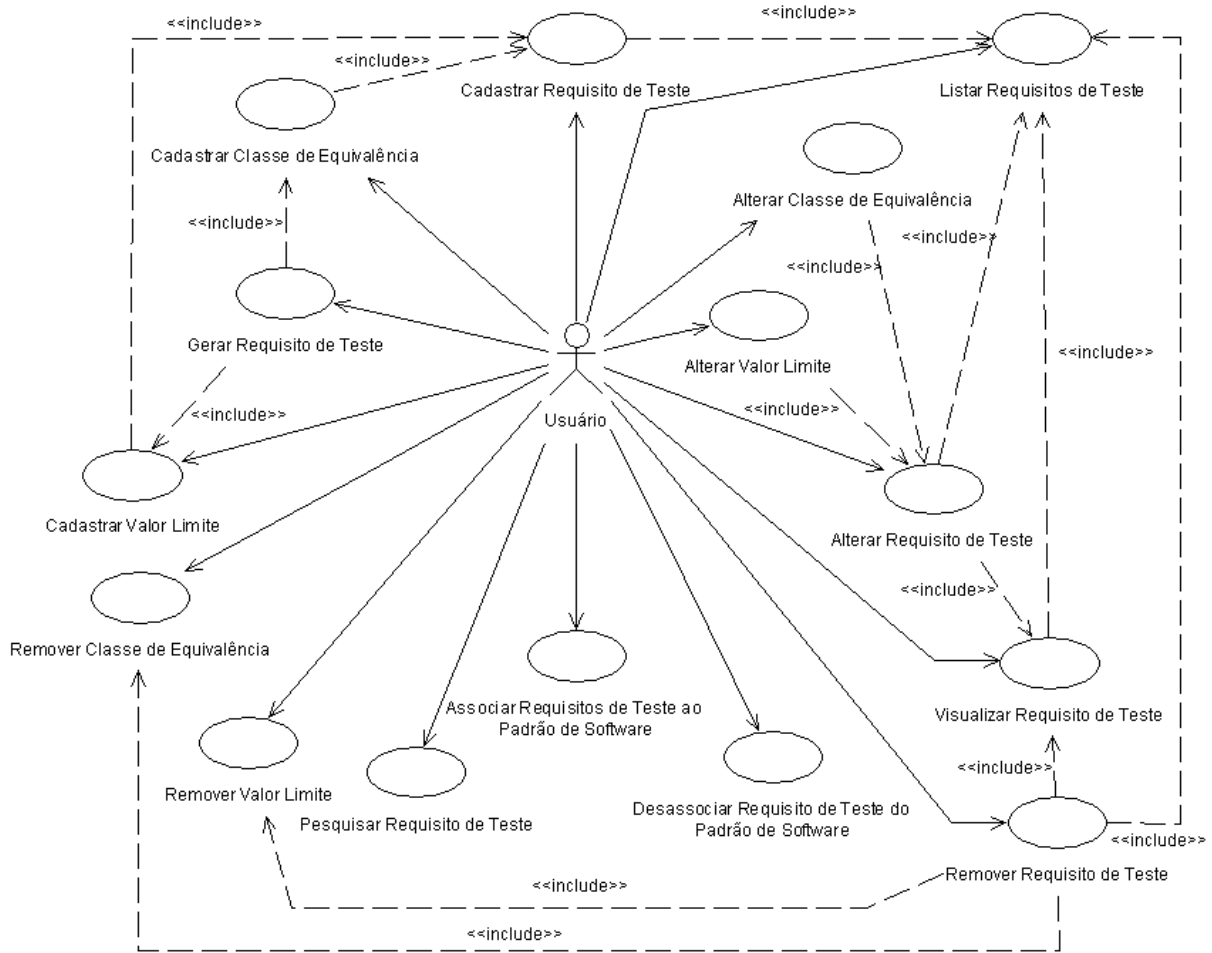 <<include>>
<<include>>
<<include>>
Cadastrar Requisito de Teste
Listar Requisitos de Teste
Cadastrar Classe de Equivalência
Alterar Classe de Equivalência
<<include>>
<<include>>
<<include>>
Gerar Requisito de Teste
<<include>>
Alterar Valor Limite
<<include>>
<<include>>
Usuário
Cadastrar Valor Limite
Alterar Requisito de Teste
<<include>>
Remover Classe de Equivalência
Associar Requisitos de Teste ao
Padrão de Software
Visualizar Requisito de Teste
<<include>>
Remover Valor Limite
Pesquisar Requisito de Teste
Desassociar Requisito de Teste do
Padrão de Software
<<include>>
Remover Requisito de Teste
<<include>>
<<include>>